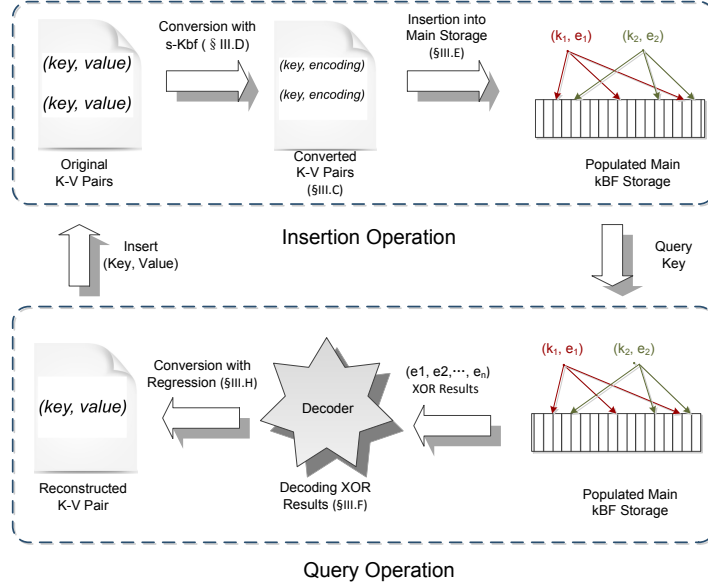 Conversion with
s-Kbf ( § III.D)
Insertion into
Main Storage
(§III.E)
(key, value)
(key, value)
(key, encoding)
(key, encoding)
(k1, e1)
(k2, e2)
Original
K-V Pairs
Converted
K-V Pairs
(§III.C)
Populated Main
kBF Storage
Insert
(Key, Value)
Insertion Operation
Query
Key
Conversion with
Regression (§III.H)
(key, value)
Decoder
(e1, e2,⋯, en)
XOR Results
(k1, e1)
(k2, e2)
Reconstructed
K-V Pair
Decoding XOR
Results (§III.F)
Populated Main
kBF Storage
Query Operation